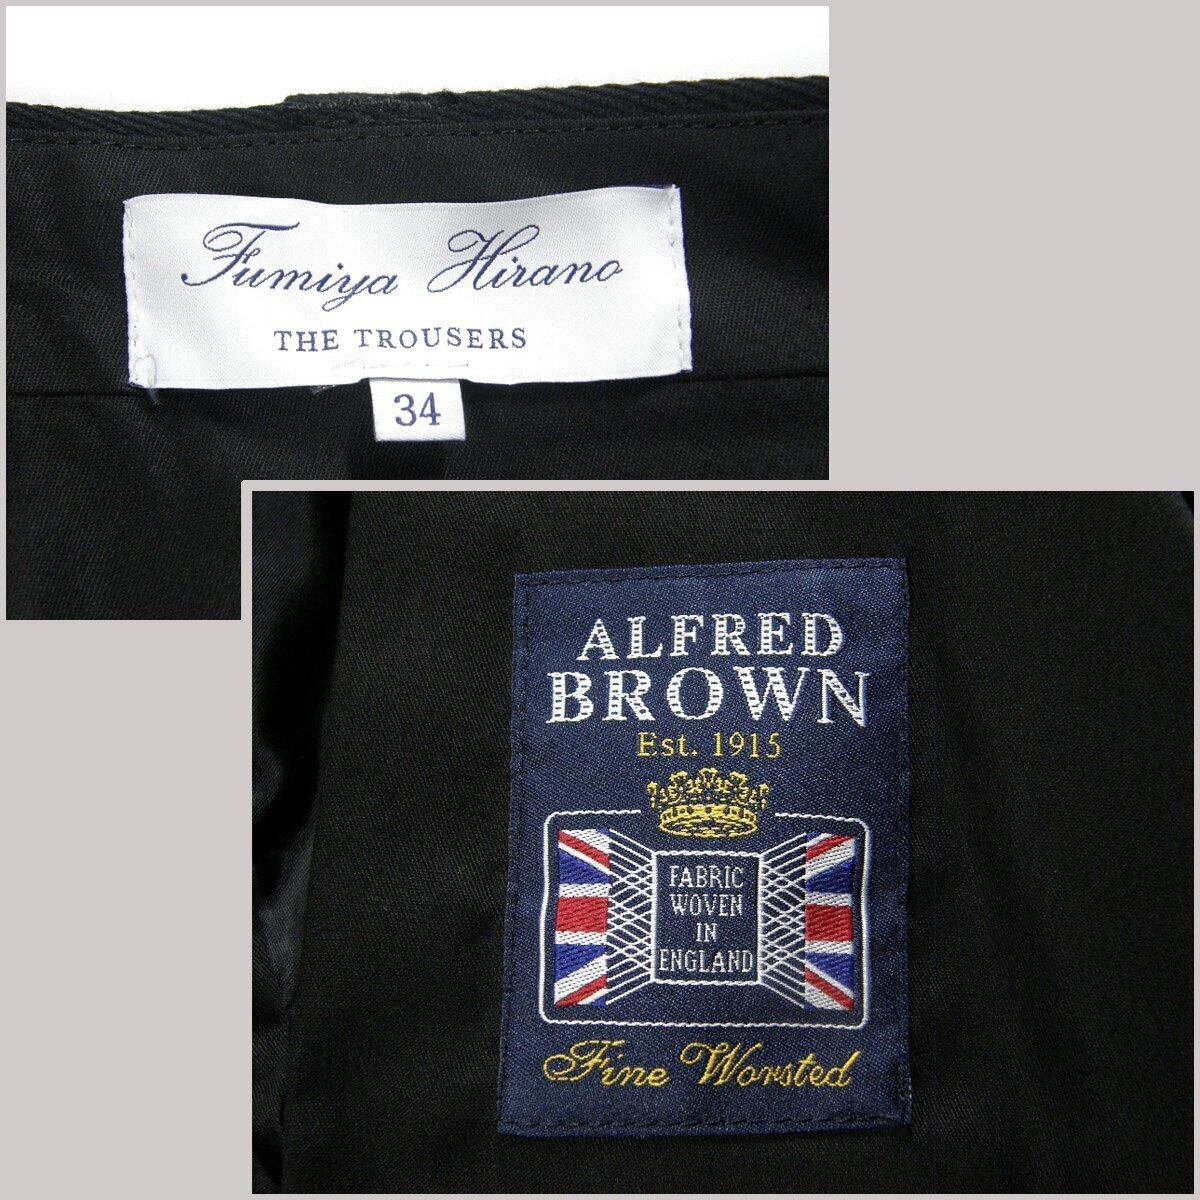 Fumiya Hirano
THE TROUSERS
34
ALFRED
BROWN
Est. 1915
FABRIC
WOVEN
IN
ENGLAND
Fine Worsted